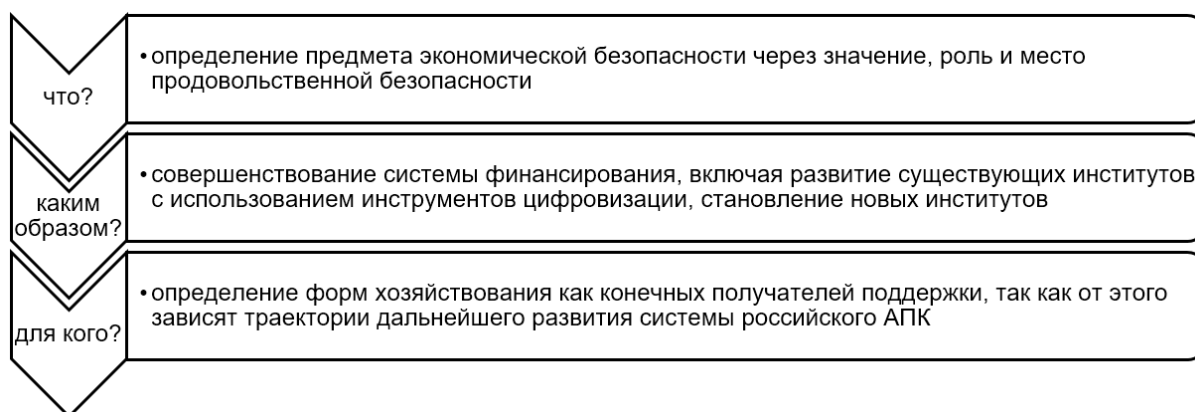 что?
• определение предмета экономической безопасности через значение, роль и место
продовольственной безопасности
каким
образом?
• совершенствование системы финансирования, включая развитие существующих институтов
с использованием инструментов цифровизации, становление новых институтов
для кого?
• определение форм хозяйствования как конечных получателей поддержки, так как от этого
зависят траектории дальнейшего развития системы российского АПК